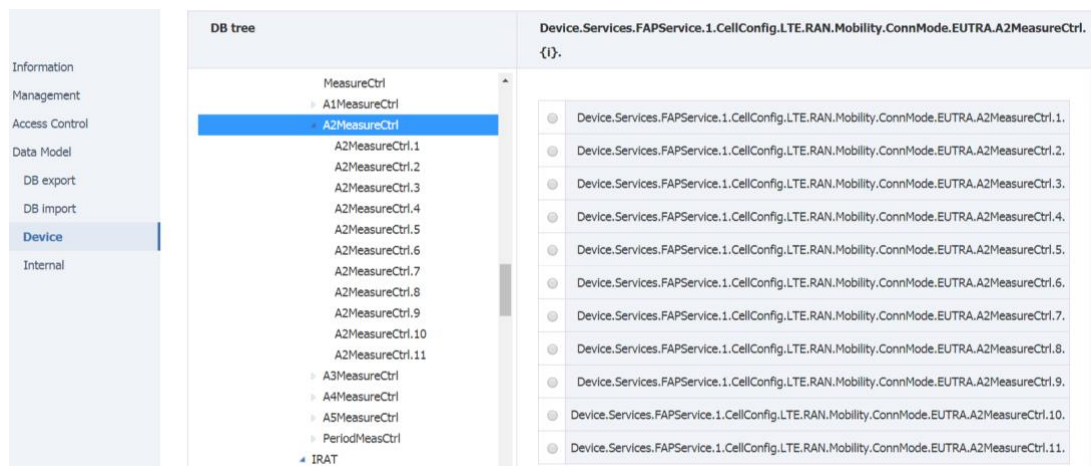 Information
Management
Access Control
Data Model
DB export
DB import
Device
Internal
DB tree
MeasureCtrl
A1MeasureCtrl
A2MeasureCtrl
A2MeasureCtrl.1
A2MeasureCtrl.2
A2MeasureCtrl.3
A2MeasureCtrl.4
A2MeasureCtrl.5
A2MeasureCtrl.6
A2MeasureCtrl.7
A2MeasureCtrl.8
A2MeasureCtrl.9
A2MeasureCtrl.10
A2MeasureCtrl.11
A3MeasureCtrl
A4MeasureCtrl
A5MeasureCtrl
PeriodMeasCtrl
IRAT
Device.Services.FAPService.1.CellConfig.LTE.RAN.Mobility.ConnMode.EUTRA.A2MeasureCtrl.
{i}.
Device.Services.FAPService.1.CellConfig.LTE.RAN.Mobility.ConnMode.EUTRA.A2MeasureCtrl.1.
Device.Services.FAPService.1.CellConfig.LTE.RAN.Mobility.ConnMode.EUTRA.A2MeasureCtrl.2.
Device.Services.FAPService.1.CellConfig.LTE.RAN.Mobility.ConnMode.EUTRA.A2MeasureCtrl.3.
Device.Services.FAPService.1.CellConfig.LTE.RAN.Mobility.ConnMode.EUTRA.A2MeasureCtrl.4.
Device.Services.FAPService.1.CellConfig.LTE.RAN.Mobility.ConnMode.EUTRA.A2MeasureCtrl.5.
Device.Services.FAPService.1.CellConfig.LTE.RAN.Mobility.ConnMode.EUTRA.A2MeasureCtrl.6.
Device.Services.FAPService.1.CellConfig.LTE.RAN.Mobility.ConnMode.EUTRA.A2MeasureCtrl.7.
Device.Services.FAPService.1.CellConfig.LTE.RAN.Mobility.ConnMode.EUTRA.A2MeasureCtrl.8.
Device.Services.FAPService.1.CellConfig.LTE.RAN.Mobility.ConnMode.EUTRA.A2MeasureCtrl.9.
Device.Services.FAPService.1.CellConfig.LTE.RAN.Mobility.ConnMode.EUTRA.A2MeasureCtrl.10.
Device.Services.FAPService.1.CellConfig.LTE.RAN.Mobility.ConnMode.EUTRA.A2MeasureCtrl.11.